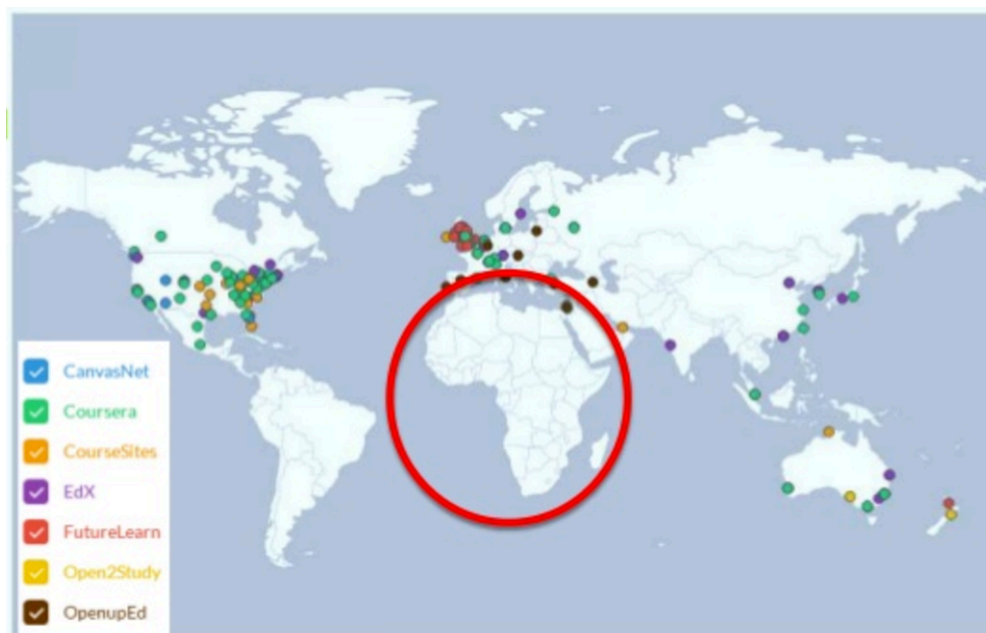 CanvasNet
Coursera
CourseSites
EdX
FutureLearn
Open2Study
OpenupEd